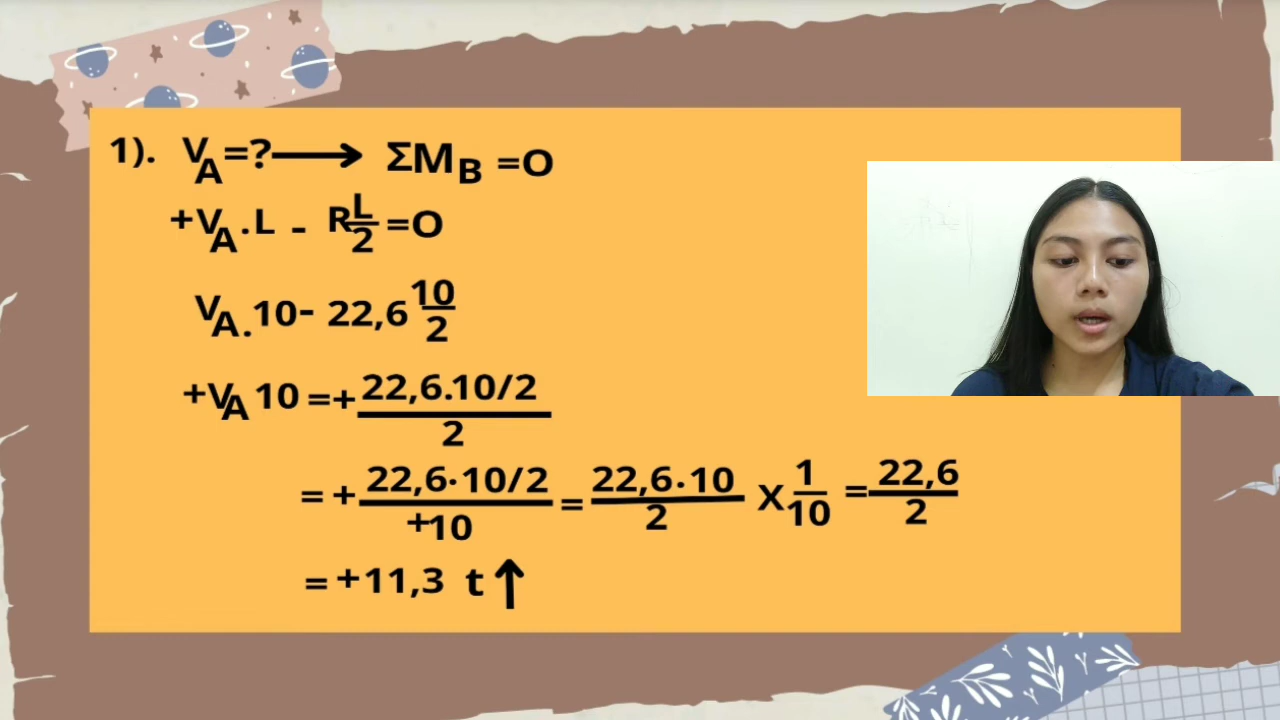 1). VA=? → ΣMB =O
+VA.L - R L/2 =O
VA.10- 22,6 10/2
+VA 10 =+ 22,6.10/2 / 2
= + 22,6·10/2 / +10 = 22,6·10 / 2 X 1/10 = 22,6 / 2
= +11,3 t ↑